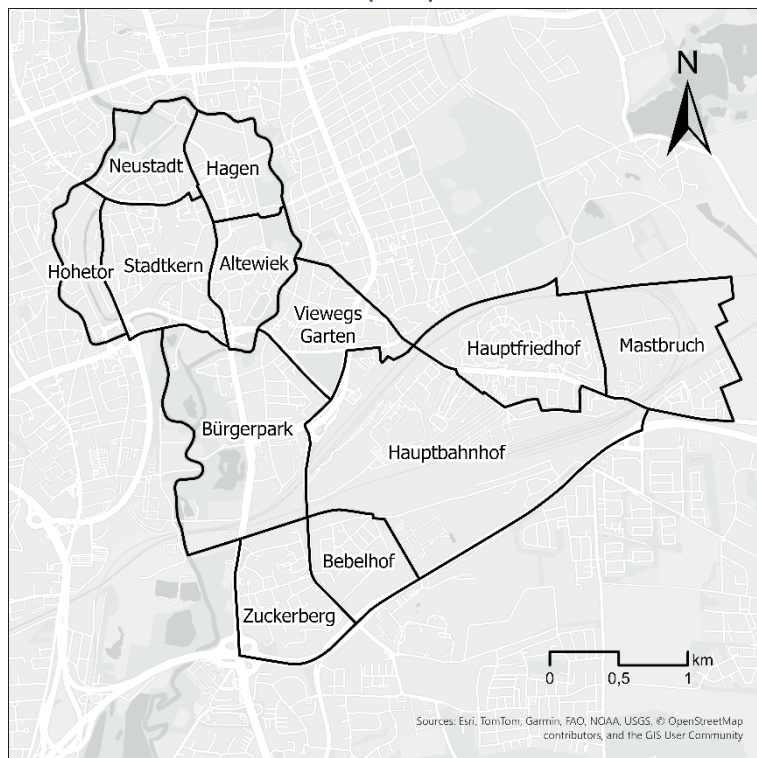 N
Neustadt
Hagen
Hohetor
Stadtkern
Altewiek
Viewegs
Garten
Hauptfriedhof
Mastbruch
Bürgerpark
Hauptbahnhof
Bebelhof
Zuckerberg
km
0
0,5
1
Sources: Esri, TomTom, Garmin, FAO, NOAA, USGS, © OpenStreetMap
contributors, and the GIS User Community